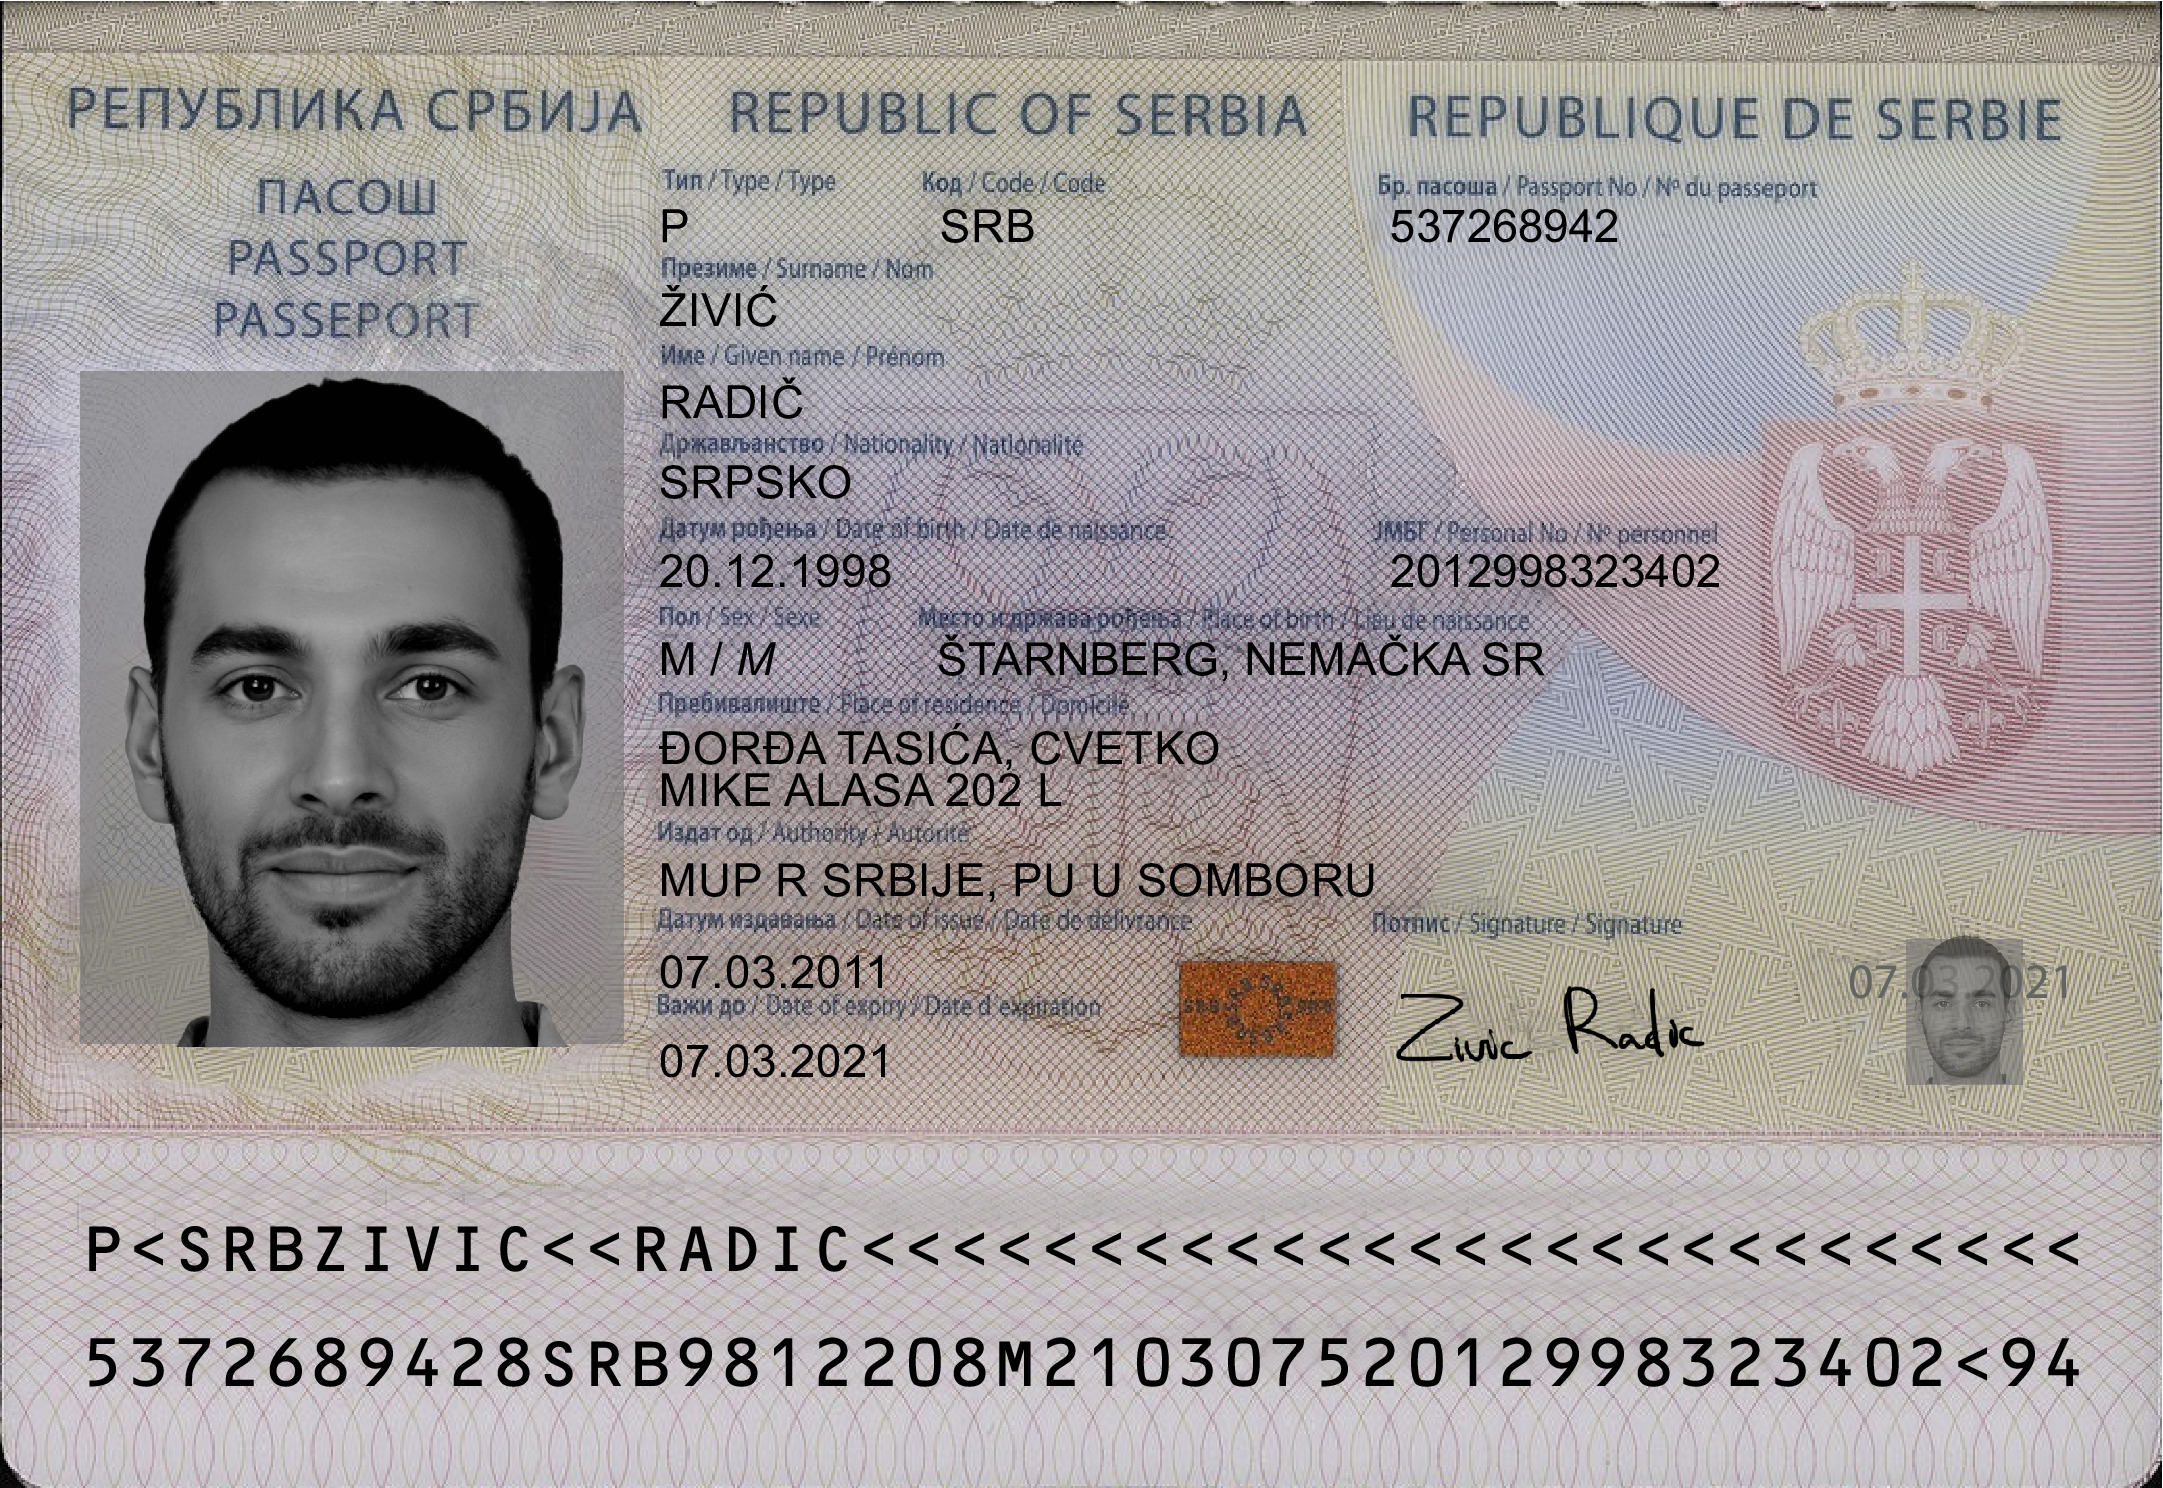 РЕПУБЛИКА СРБИЈА REPUBLIC OF SERBIA REPUBLIQUE DE SERBIE
ПАСОШ
PASSPORT
PASSEPORT
Тип / Type / Type Код / Code / Code Бр. пасоша / Passport No / Nº du passeport
P SRB 537268942
Презиме / Surname / Nom
ŽIVIĆ
Име / Given name / Prénom
RADIČ
Држављанство / Nationality / Nationalité
SRPSKO
Датум рођења / Date of birth / Date de naissance ЈМБГ / Personal No / Nº personnel
20.12.1998 2012998323402
Пол / Sex / Sexe Место и држава рођења / Place of birth / Lieu de naissance
M / M ŠTARNBERG, NEMAČKA SR
Пребивалиште / Place of residence / Domicile
ĐORĐA TASIĆA, CVETKO
MIKE ALASA 202 L
Издат од / Authority / Autorité
MUP R SRBIJE, PU U SOMBORU
Датум издавања / Date of issue / Date de délivrance Потпис / Signature / Signature
07.03.2011
07.03.2021
Важи до / Date of expiry / Date d expiration
Zivic Radic
07.03.2021
P<SRBZIVIC<<RADIC<<<<<<<<<<<<<<<<<<<<<<<<<<<
5372689428SRB9812208M21030752012998323402<94